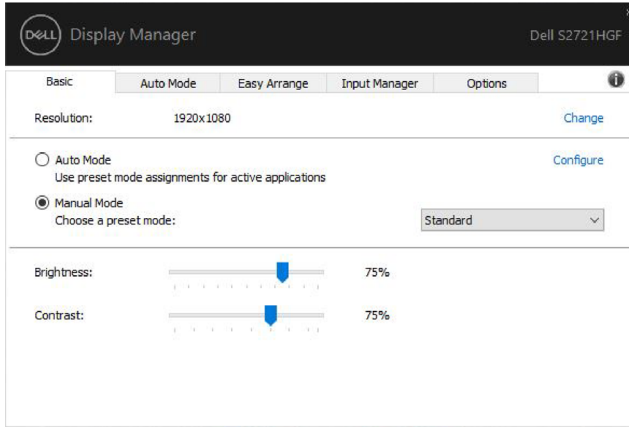 DELL Display Manager Dell S2721HGF
Basic Auto Mode Easy Arrange Input Manager Options
Resolution: 1920x1080 Change
Auto Mode Configure
Use preset mode assignments for active applications
Manual Mode
Choose a preset mode: Standard
Brightness: 75%
Contrast: 75%